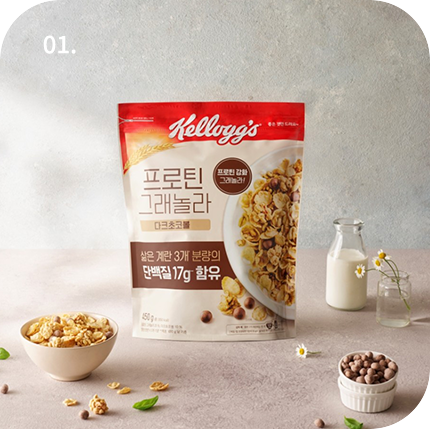 01.
Kellogg's
프로틴
그래놀라
다크초코볼
프로틴 강화
그래놀라!
삶은 계란 3개 분량의
단백질 17g 함유
450 g